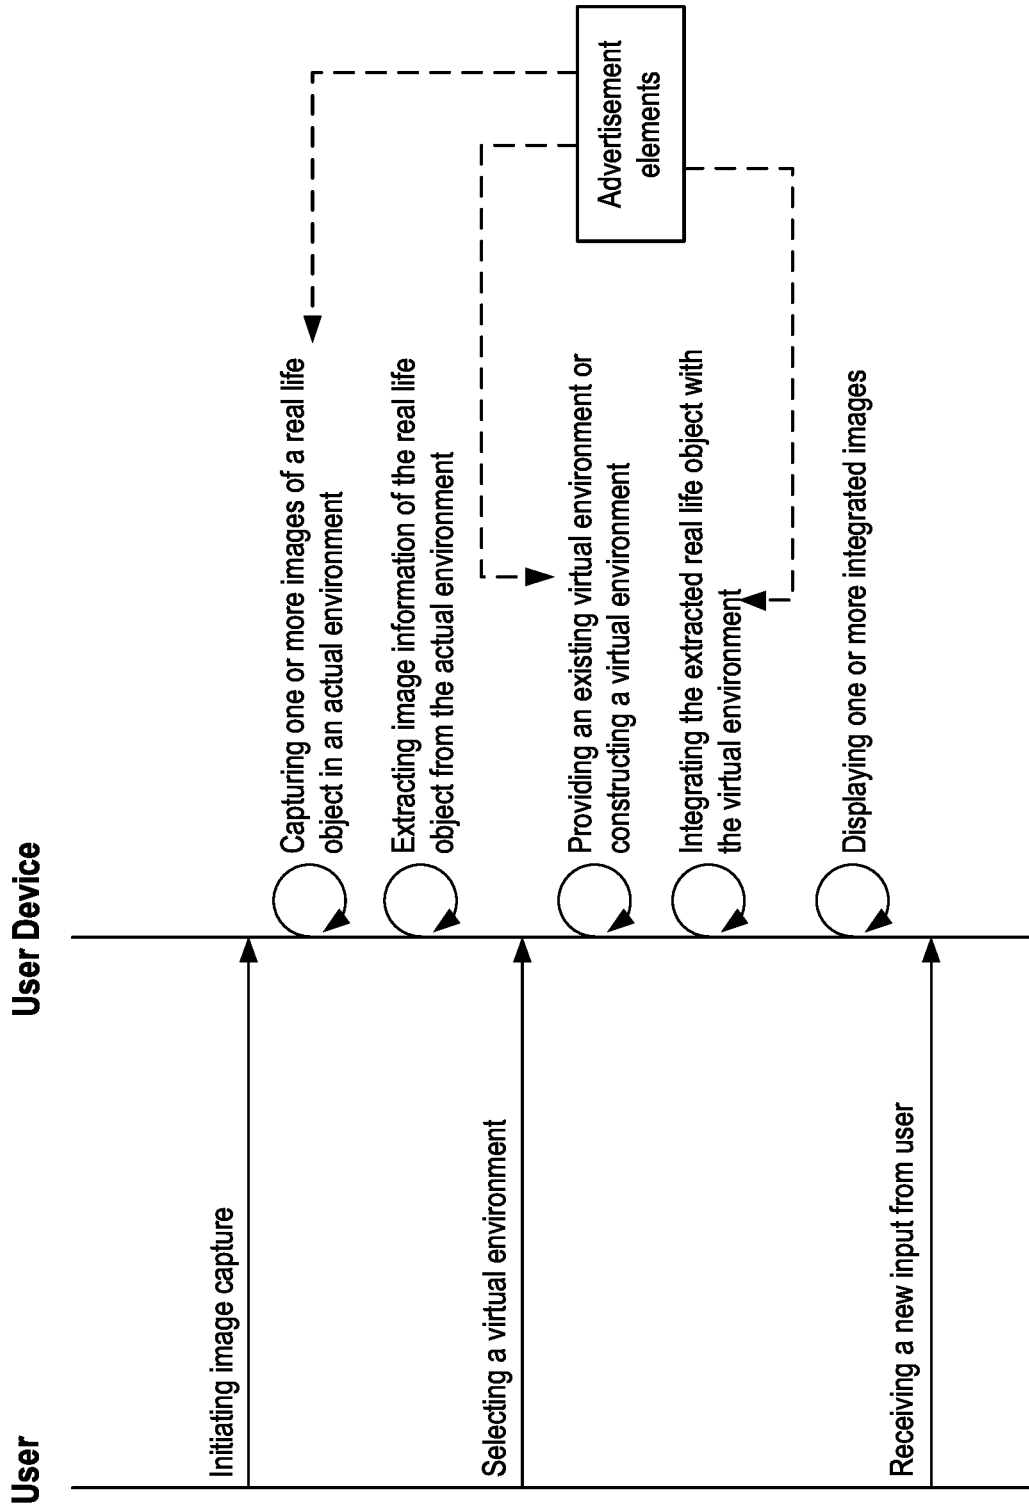 User
User Device
Initiating image capture
Capturing one or more images of a real life
object in an actual environment
Extracting image information of the real life
object from the actual environment
Selecting a virtual environment
Providing an existing virtual environment or
constructing a virtual environment
Integrating the extracted real life object with
the virtual environment
Displaying one or more integrated images
Receiving a new input from user
Advertisement
elements